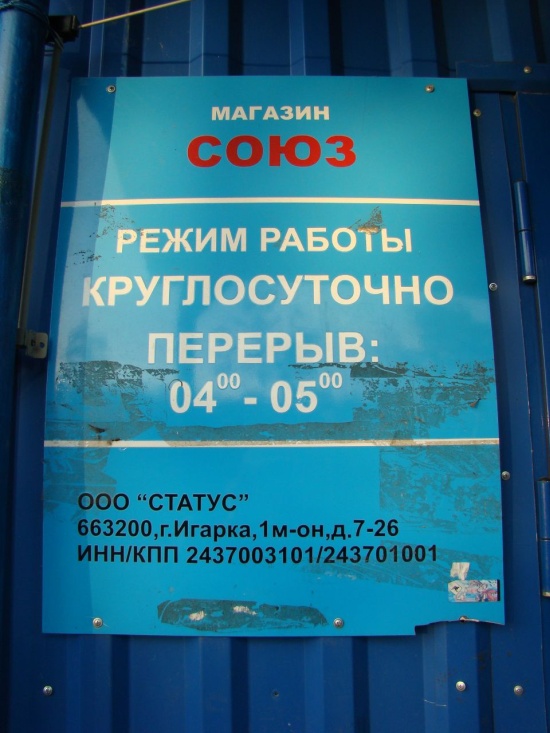 МАГАЗИН
СОЮЗ
РЕЖИМ РАБОТЫ
КРУГЛОСУТОЧНО
ПЕРЕРЫВ:
04⁰⁰ - 05⁰⁰
ООО “СТАТУС”
663200,г.Игарка,1м-он,д.7-26
ИНН/КПП 2437003101/243701001